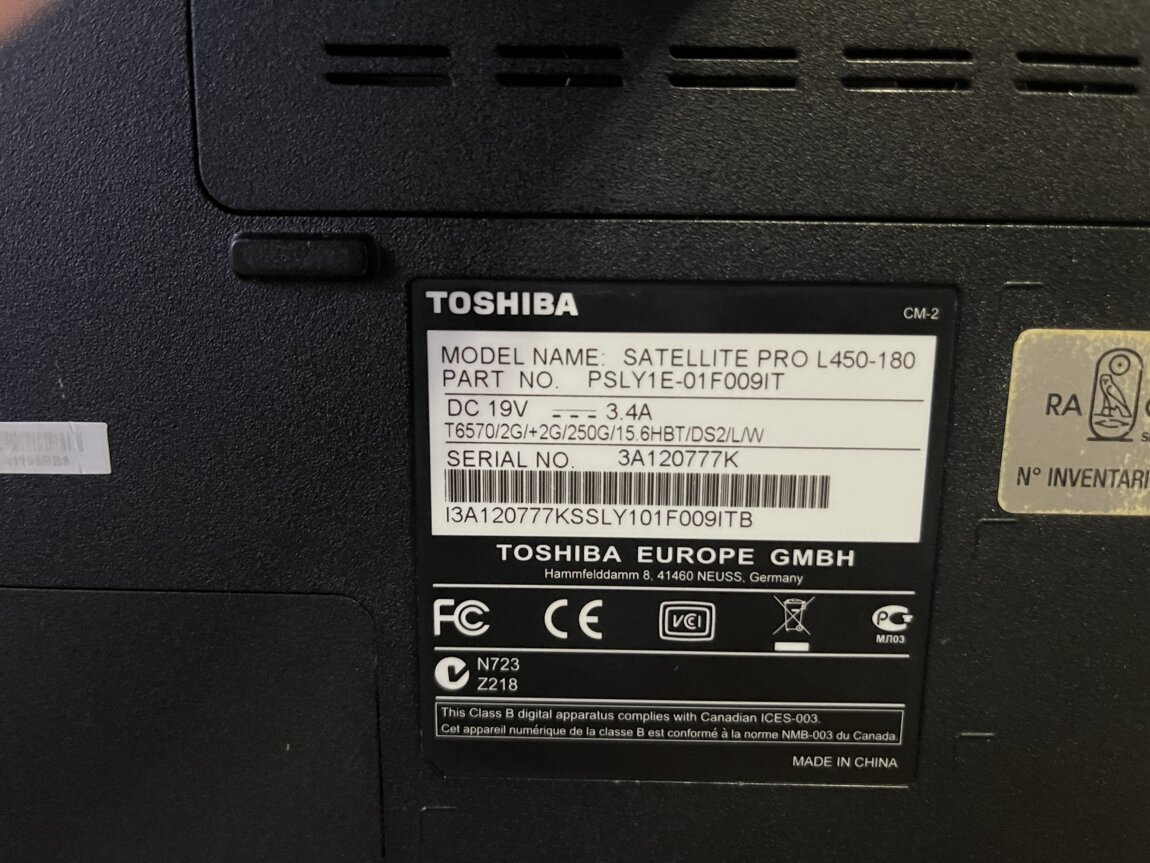 TOSHIBA
CM-2
MODEL NAME: SATELLITE PRO L450-180
PART NO. PSLY1E-01F009IT
DC 19V 3.4A
T6570/2G/+2G/250G/15.6HBT/DS2/L/W
SERIAL NO. 3A120777K
I3A120777KSSLY101F009ITB
TOSHIBA EUROPE GMBH
Hammfelddamm 8, 41460 NEUSS, Germany
FC CE VCI PG
МЛ03
N723
Z218
This Class B digital apparatus complies with Canadian ICES-003.
Cet appareil numérique de la classe B est conformé à la norme NMB-003 du Canada.
MADE IN CHINA
RA
N° INVENTARI